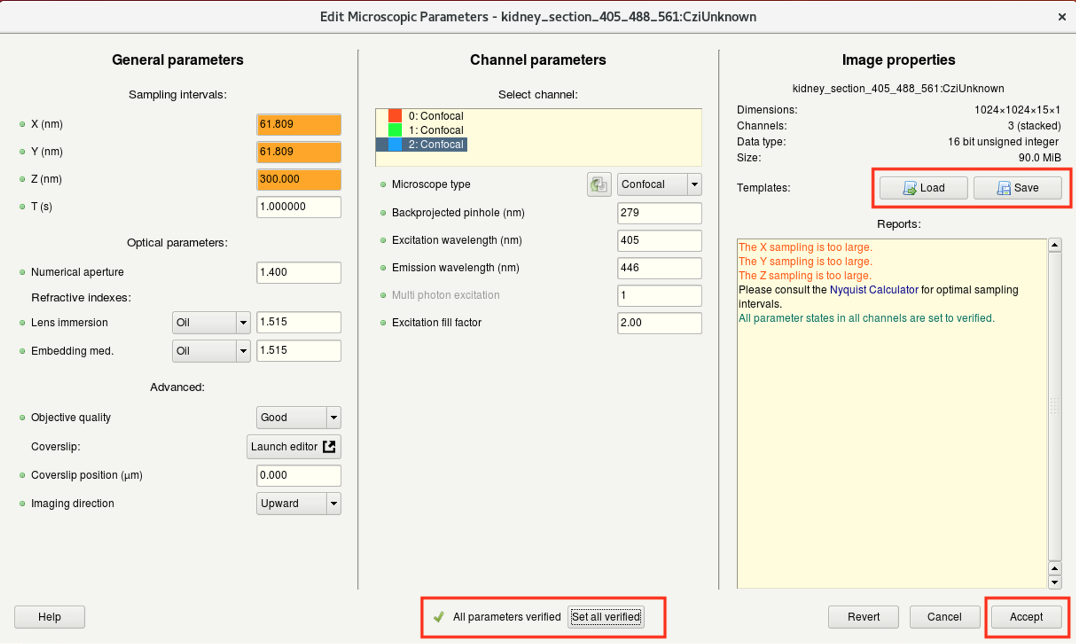 Edit Microscopic Parameters - kidney_section_405_488_561:CziUnknown
×
General parameters
Sampling intervals:
X (nm) 61.809
Y (nm) 61.809
Z (nm) 300.000
T (s) 1.000000
Optical parameters:
Numerical aperture 1.400
Refractive indexes:
Lens immersion Oil 1.515
Embedding med. Oil 1.515
Advanced:
Objective quality Good
Coverslip: Launch editor
Coverslip position (µm) 0.000
Imaging direction Upward
Channel parameters
Select channel:
0: Confocal
1: Confocal
2: Confocal
Microscope type Confocal
Backprojected pinhole (nm) 279
Excitation wavelength (nm) 405
Emission wavelength (nm) 446
Multi photon excitation 1
Excitation fill factor 2.00
Image properties
kidney_section_405_488_561:CziUnknown
Dimensions: 1024×1024×15×1
Channels: 3 (stacked)
Data type: 16 bit unsigned integer
Size: 90.0 MiB
Templates: Load Save
Reports:
The X sampling is too large.
The Y sampling is too large.
The Z sampling is too large.
Please consult the Nyquist Calculator for optimal sampling
intervals.
All parameter states in all channels are set to verified.
Help All parameters verified Set all verified Revert Cancel Accept